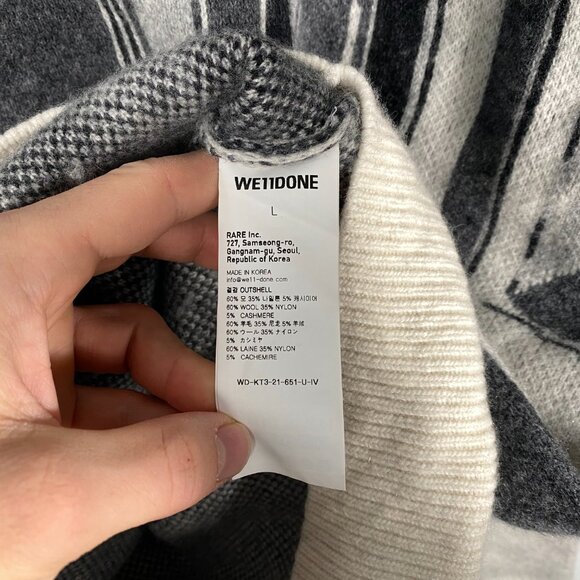 WE11DONE
L
RARE Inc.
727, Samseong-ro,
Gangnam-gu, Seoul,
Republic of Korea
MADE IN KOREA
info@we11-done.com
겉감 OUTSHELL
60% 모 35% 나일론 5% 캐시미어
60% WOOL 35% NYLON
5% CASHMERE
60% 羊毛 35% 尼龙 5% 羊绒
60% ウール 35% ナイロン
5% カシミヤ
60% LAINE 35% NYLON
5% CACHEMIRE
WD-KT3-21-651-U-IV